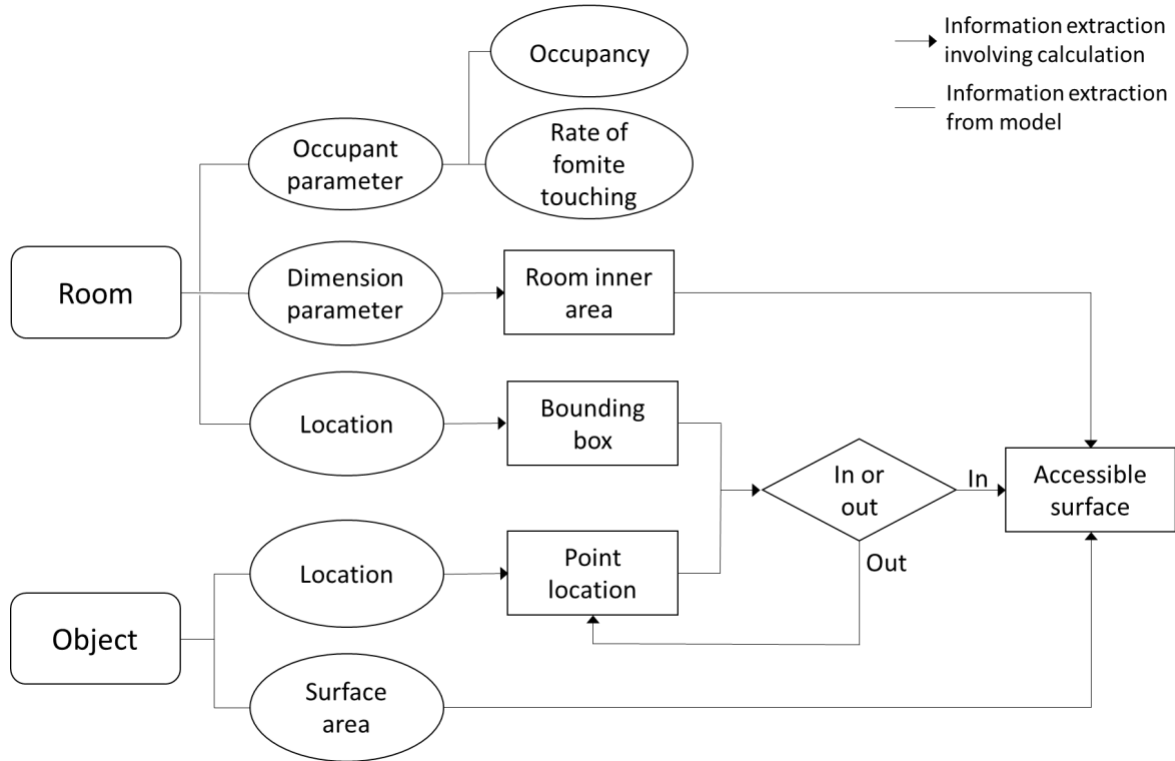 Information extraction
involving calculation
Information extraction
from model
Occupancy
Occupant
parameter
Rate of
fomite
touching
Room
Dimension
parameter
Room inner
area
Location
Bounding
box
In or
out
In
Accessible
surface
Location
Point
location
Out
Object
Surface
area